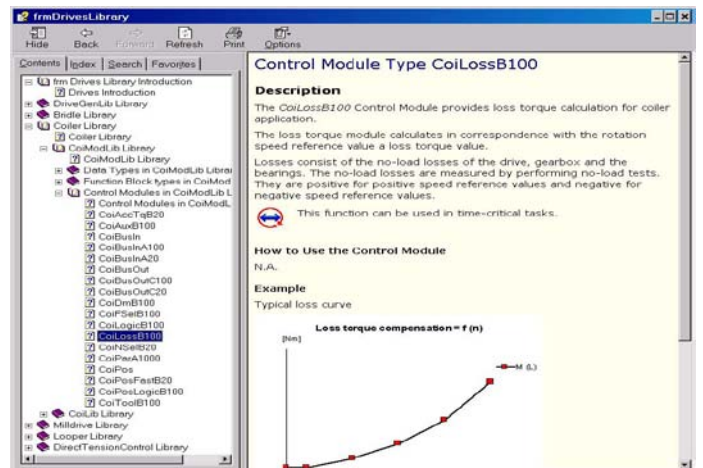 frmDrivesLibrary
Hide Back Forward Refresh Print Options
Contents Index Search Favorites
frm Drives Library Introduction
Drives Introduction
DriveGenLib Library
Bridle Library
Coiler Library
Coiler Library
CoiModLib Library
CoiModLib Library
Data Types in CoiModLib Librar
Function Block types in CoiMod
Control Modules in CoiModLib L
Control Modules in CoiModL
CoiAccTqB20
CoiAuxB100
CoiBusIn
CoiBusInA100
CoiBusInA20
CoiBusOut
CoiBusOutC100
CoiBusOutC20
CoiDmB100
CoiFSelB100
CoiLogicB100
CoiLossB100
CoiNSelB20
CoiParA1000
CoiPos
CoiPosFastB20
CoiPosLogicB100
CoiToolB100
CoiLib Library
Milldrive Library
Looper Library
DirectTensionControl Library
Control Module Type CoiLossB100
Description
The CoiLossB100 Control Module provides loss torque calculation for coiler
application.
The loss torque module calculates in correspondence with the rotation
speed reference value a loss torque value.
Losses consist of the no-load losses of the drive, gearbox and the
bearings. The no-load losses are measured by performing no-load tests.
They are positive for positive speed reference values and negative for
negative speed reference values.
This function can be used in time-critical tasks.
How to Use the Control Module
N.A.
Example
Typical loss curve
Loss torque compensation = f (n)
[Nm]
M (L)